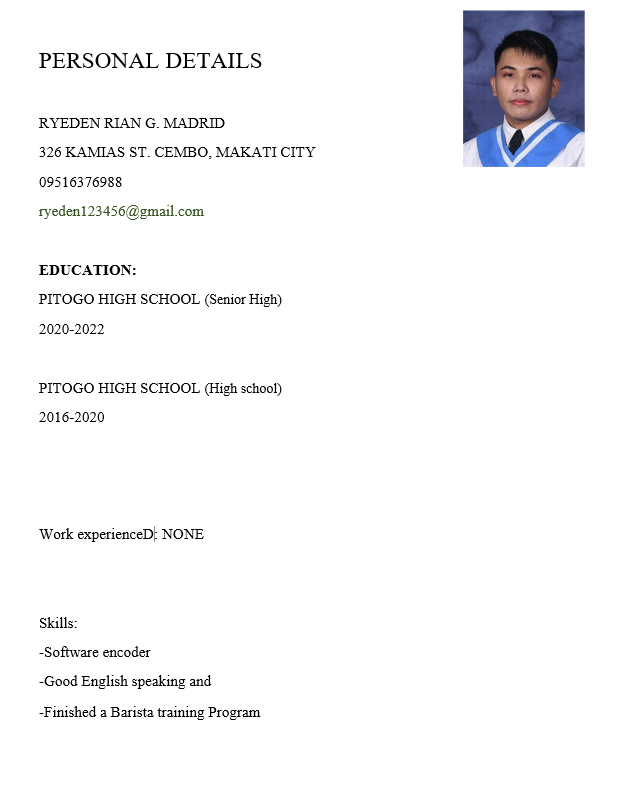 PERSONAL DETAILS
RYEDEN RIAN G. MADRID
326 KAMIAS ST. CEMBO, MAKATI CITY
09516376988
ryeden123456@gmail.com
EDUCATION:
PITOGO HIGH SCHOOL (Senior High)
2020-2022
PITOGO HIGH SCHOOL (High school)
2016-2020
Work experienceD: NONE
Skills:
-Software encoder
-Good English speaking and
-Finished a Barista training Program